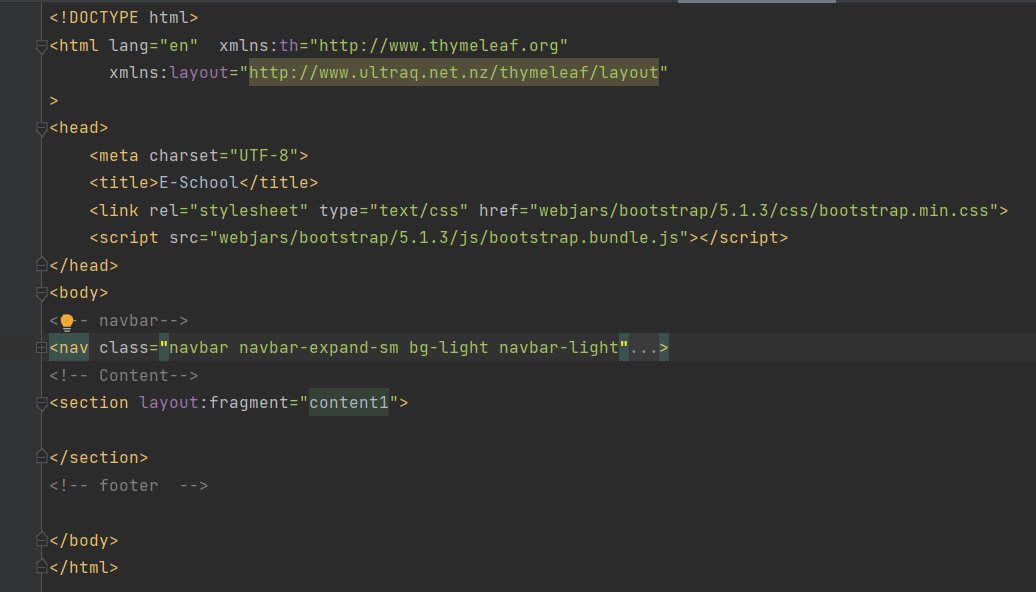 <!DOCTYPE html>
<html lang="en"  xmlns:th="http://www.thymeleaf.org"
      xmlns:layout="http://www.ultraq.net.nz/thymeleaf/layout"
>
<head>
    <meta charset="UTF-8">
    <title>E-School</title>
    <link rel="stylesheet" type="text/css" href="webjars/bootstrap/5.1.3/css/bootstrap.min.css">
    <script src="webjars/bootstrap/5.1.3/js/bootstrap.bundle.js"></script>
</head>
<body>
<!-- navbar-->
<nav class="navbar navbar-expand-sm bg-light navbar-light"...>
<!-- Content-->
<section layout:fragment="content1">

</section>
<!-- footer  -->

</body>
</html>